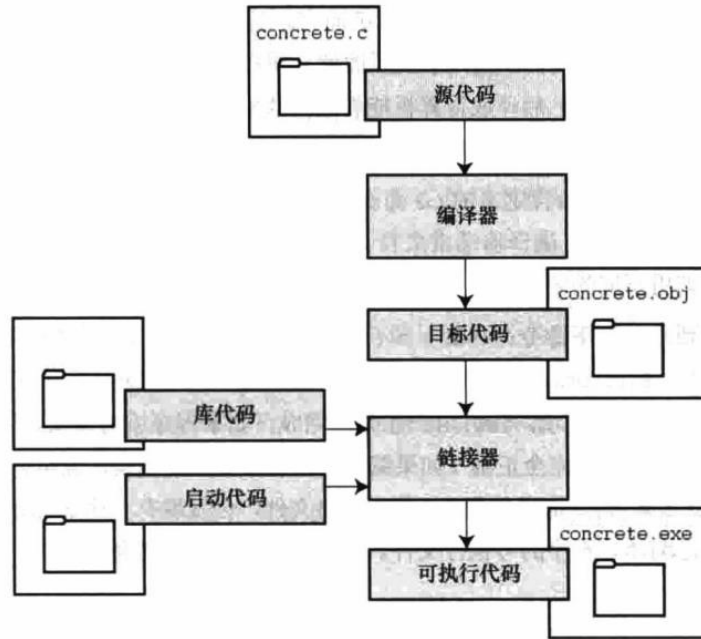 concrete.c
源代码
编译器
concrete.obj
目标代码
库代码
链接器
启动代码
concrete.exe
可执行代码